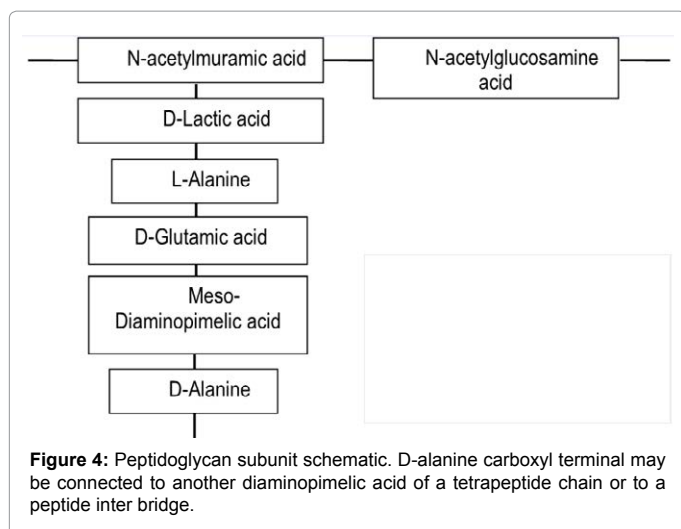 N-acetylmuramic acid
N-acetylglucosamine
acid
D-Lactic acid
L-Alanine
D-Glutamic acid
Meso-
Diaminopimelic acid
D-Alanine
Figure 4: Peptidoglycan subunit schematic. D-alanine carboxyl terminal may
be connected to another diaminopimelic acid of a tetrapeptide chain or to a
peptide inter bridge.